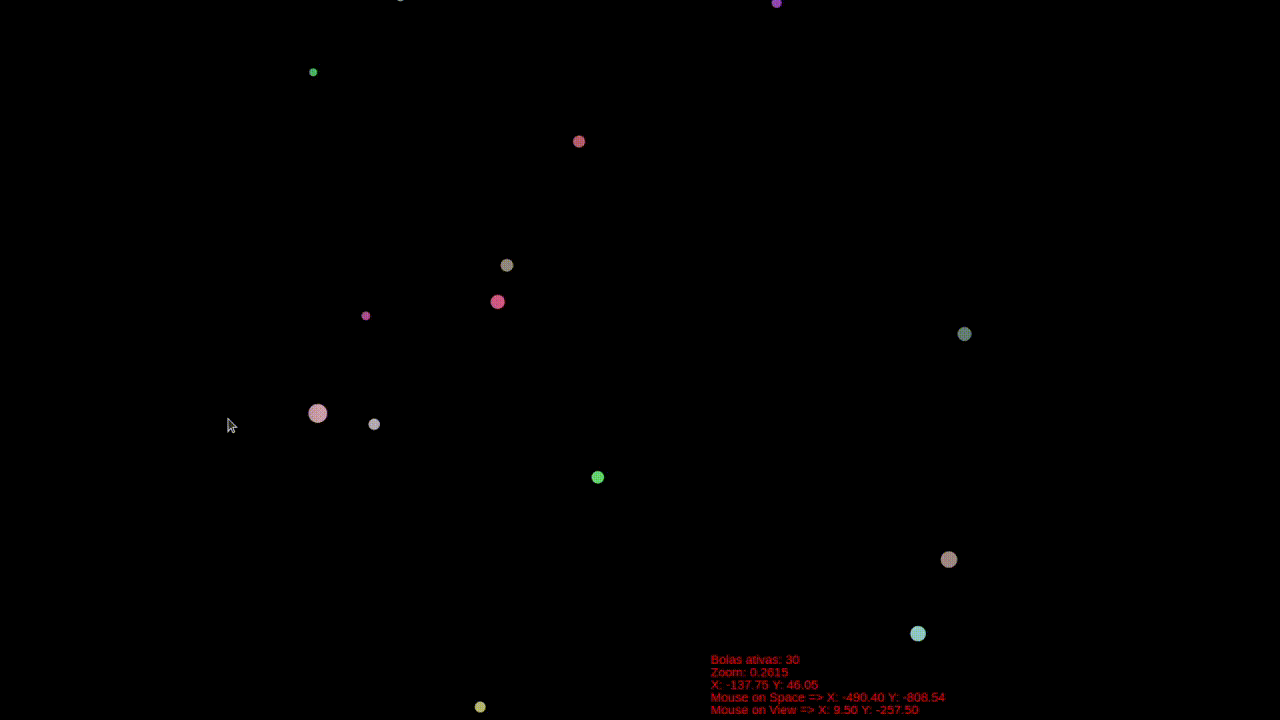 Bolas ativas: 30
Zoom: 0.2615
X: -137.75 Y: 46.05
Mouse on Space => X: -490.40 Y: -808.54
Mouse on View => X: 9.50 Y: -257.50